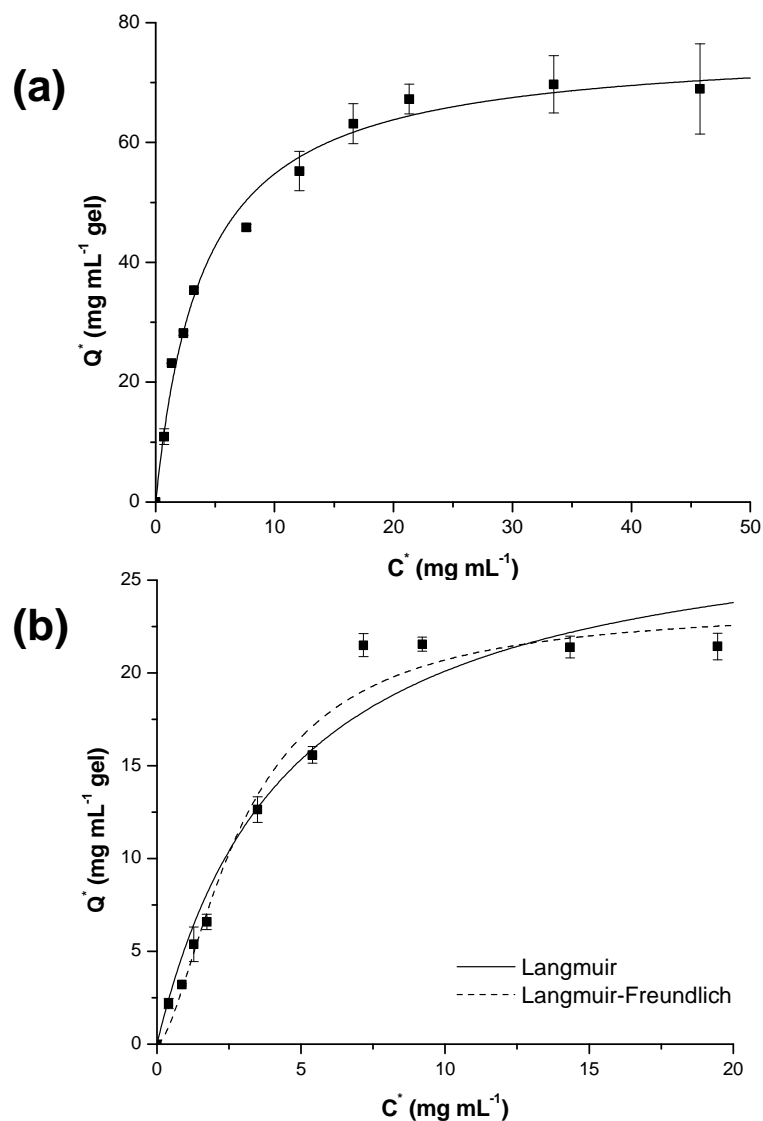 (a)
80
60
40
20
0
Q* (mg mL⁻¹ gel)
0 10 20 30 40 50
C* (mg mL⁻¹)
(b)
25
20
15
10
5
0
Q* (mg mL⁻¹ gel)
Langmuir
Langmuir-Freundlich
0 5 10 15 20
C* (mg mL⁻¹)